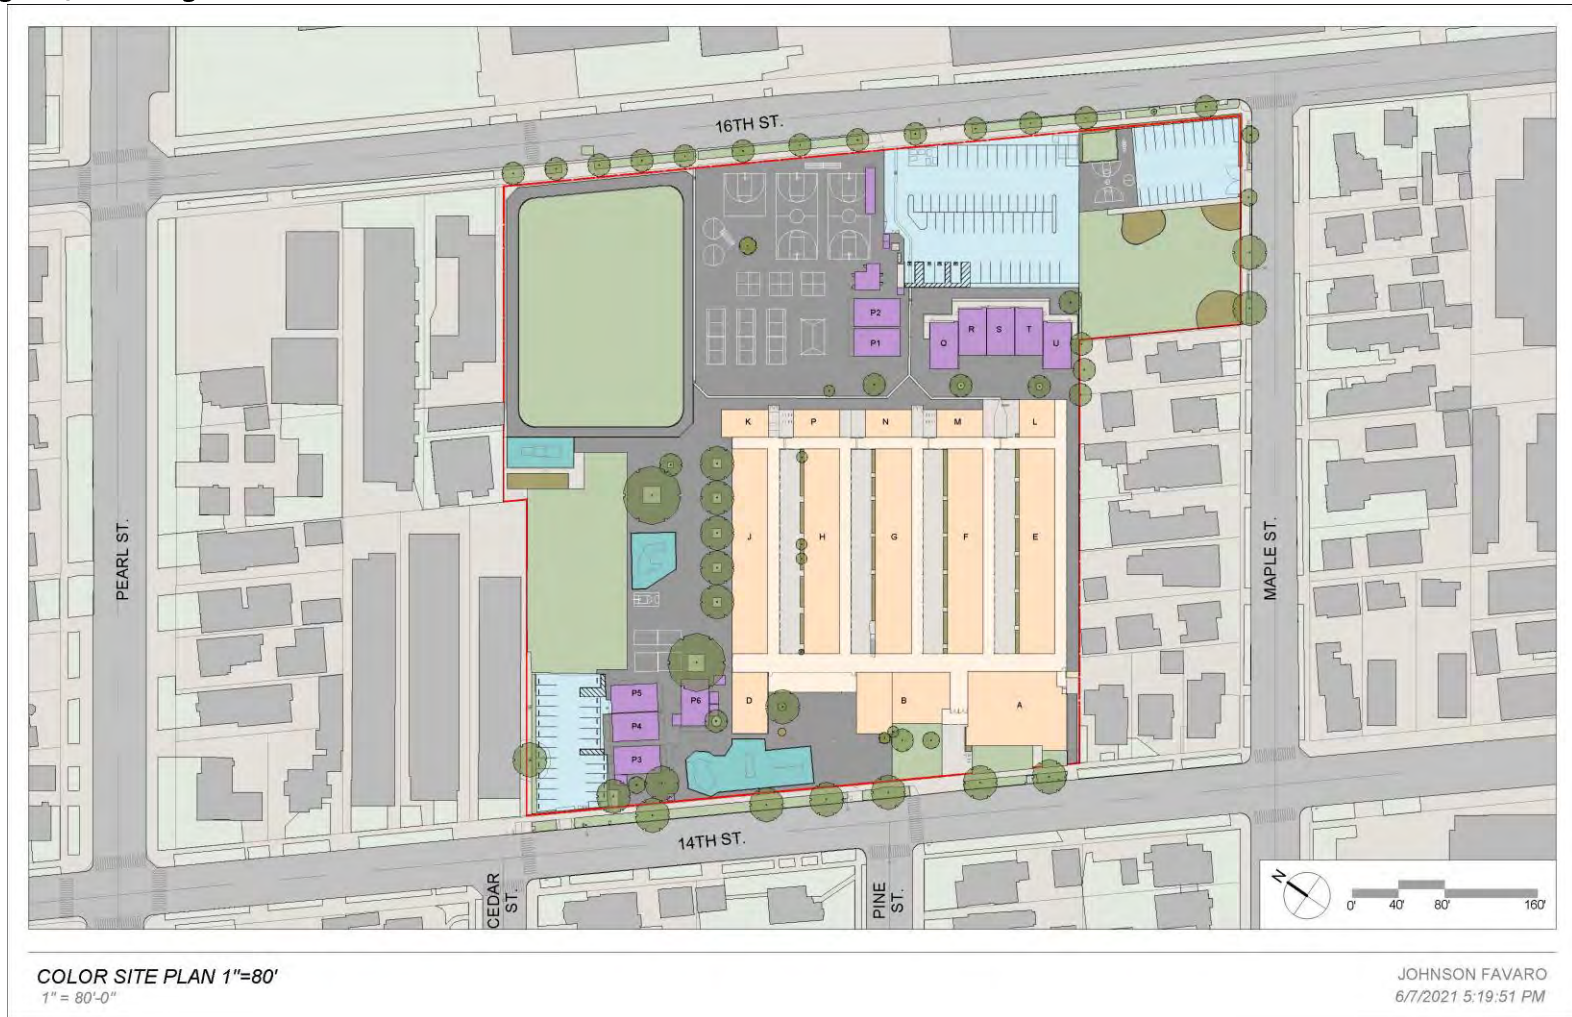 16TH ST.
P2
P1
Q
R
S
T
U
K
P
N
M
L
PEARL ST.
J
H
G
F
E
MAPLE ST.
P5
P4
P3
P6
D
B
A
14TH ST.
CEDAR
ST.
PINE
ST.
N
0' 40' 80' 160'
COLOR SITE PLAN 1"=80'
1" = 80'-0"
JOHNSON FAVARO
6/7/2021 5:19:51 PM